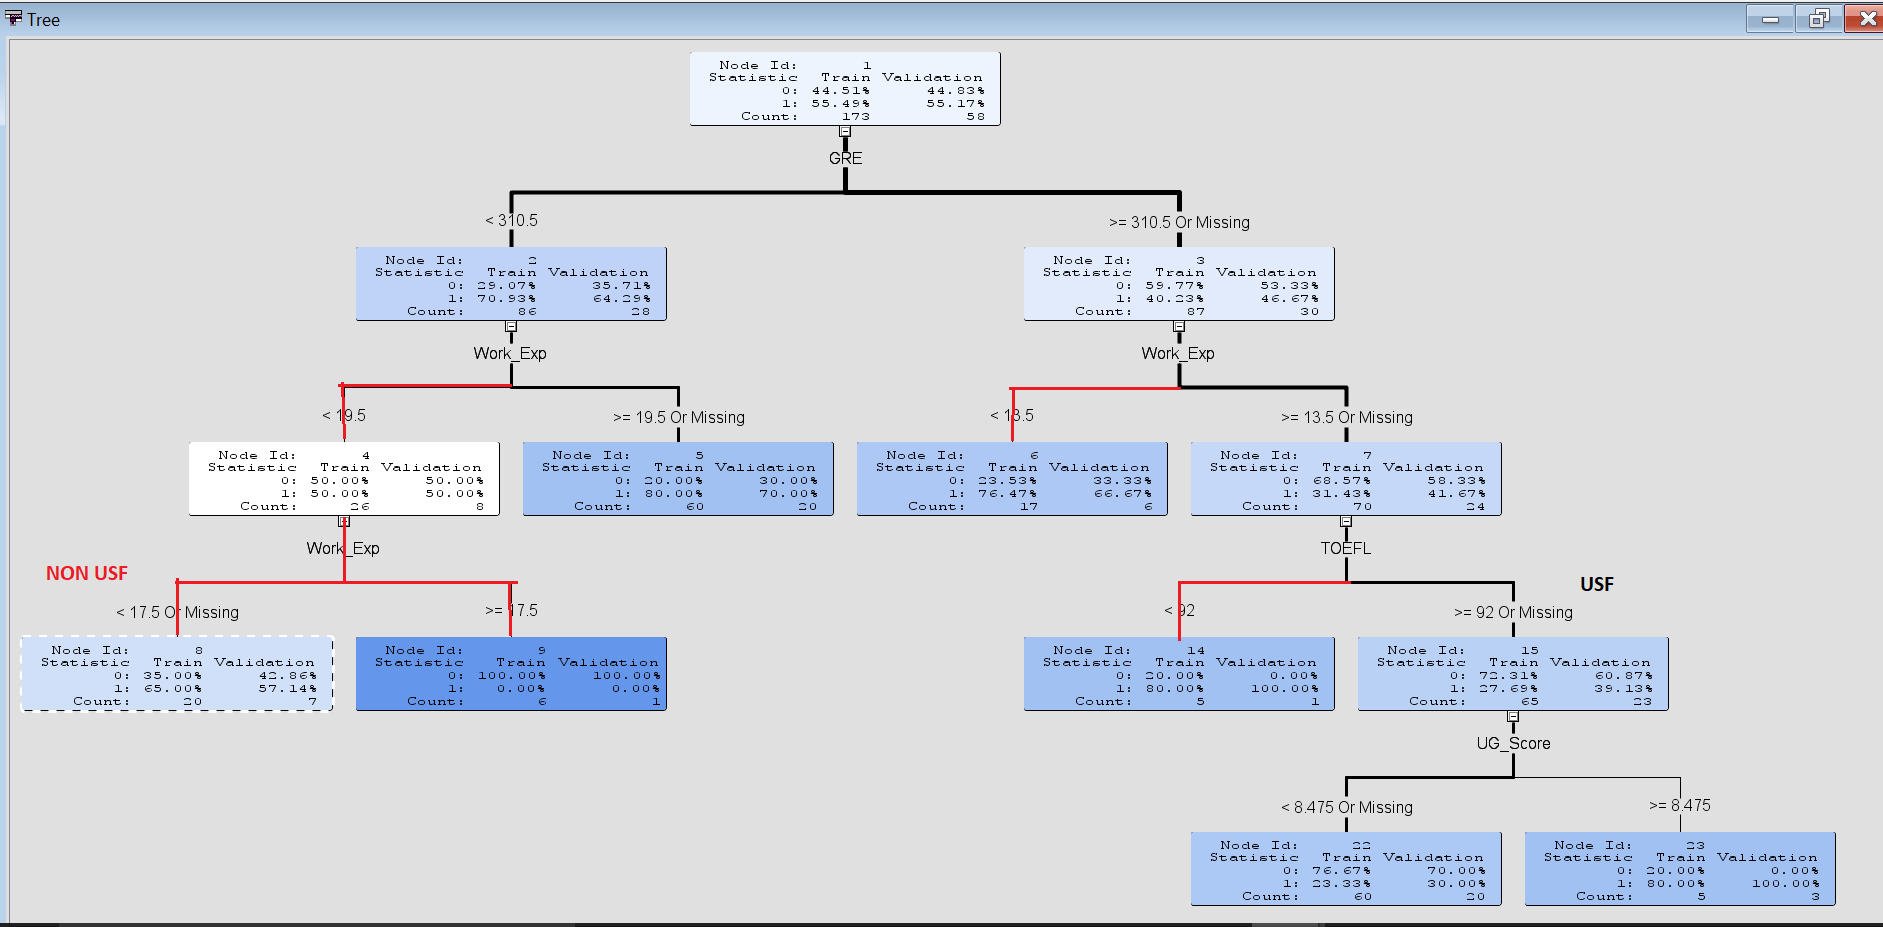 Tree
Node Id: 1
Statistic Train Validation
0: 44.51% 44.83%
1: 55.49% 55.17%
Count: 173 58
GRE
< 310.5
>= 310.5 Or Missing
Node Id: 2
Statistic Train Validation
0: 29.07% 35.71%
1: 70.93% 64.29%
Count: 86 28
Node Id: 3
Statistic Train Validation
0: 59.77% 53.33%
1: 40.23% 46.67%
Count: 87 30
Work_Exp
Work_Exp
< 19.5
>= 19.5 Or Missing
< 13.5
>= 13.5 Or Missing
Node Id: 4
Statistic Train Validation
0: 50.00% 50.00%
1: 50.00% 50.00%
Count: 26 8
Node Id: 5
Statistic Train Validation
0: 20.00% 30.00%
1: 80.00% 70.00%
Count: 60 20
Node Id: 6
Statistic Train Validation
0: 23.53% 33.33%
1: 76.47% 66.67%
Count: 17 6
Node Id: 7
Statistic Train Validation
0: 68.57% 58.33%
1: 31.43% 41.67%
Count: 70 24
Work_Exp
TOEFL
NON USF
USF
< 17.5 Or Missing
>= 17.5
< 92
>= 92 Or Missing
Node Id: 8
Statistic Train Validation
0: 35.00% 42.86%
1: 65.00% 57.14%
Count: 20 7
Node Id: 9
Statistic Train Validation
0: 100.00% 100.00%
1: 0.00% 0.00%
Count: 6 1
Node Id: 14
Statistic Train Validation
0: 20.00% 0.00%
1: 80.00% 100.00%
Count: 5 1
Node Id: 15
Statistic Train Validation
0: 72.31% 60.87%
1: 27.69% 39.13%
Count: 65 23
UG_Score
< 8.475 Or Missing
>= 8.475
Node Id: 22
Statistic Train Validation
0: 76.67% 70.00%
1: 23.33% 30.00%
Count: 60 20
Node Id: 23
Statistic Train Validation
0: 20.00% 0.00%
1: 80.00% 100.00%
Count: 5 3